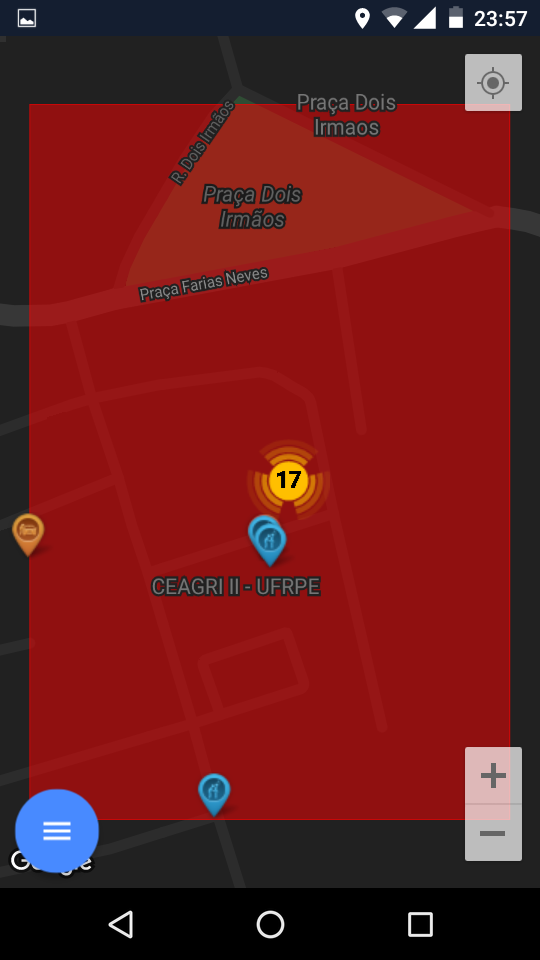 23:57
Praça Dois
Irmaos
R. Dois Irmãos
Praça Dois
Irmãos
Praça Farias Neves
17
CEAGRI II - UFRPE
Google